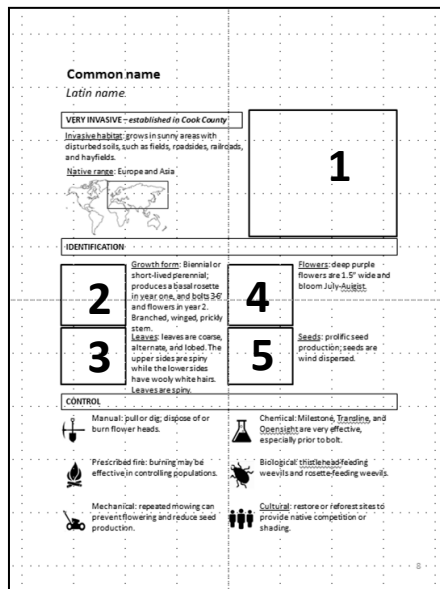 Common name
Latin name
VERY INVASIVE – established in Cook County
Invasive habitat: grows in sunny areas with
disturbed soils, such as fields, roadsides, railroads,
and hayfields.
Native range: Europe and Asia
1
IDENTIFICATION
2
Growth form: Biennial or
short-lived perennial;
produces a basal rosette
in year one, and bolts 3-6'
and flowers in year 2.
Branched, winged, prickly
stem.
3
Leaves: leaves are coarse,
alternate, and lobed. The
upper sides are spiny
while the lower sides
have wooly white hairs.
Leaves are spiny.
4
Flowers: deep purple
flowers are 1.5" wide and
bloom July-Auigist.
5
Seeds: prolific seed
production; seeds are
wind dispersed.
CONTROL
Manual: pull or dig; dispose of or
burn flower heads.
Chemical: Milestone, Transline, and
Opensight are very effective,
especially prior to bolt.
Prescribed fire: burning may be
effective in controlling populations.
Biological: thistlehead-feeding
weevils and rosette-feeding weevils.
Mechanical: repeated mowing can
prevent flowering and reduce seed
production.
Cultural: restore or reforest sites to
provide native competition or
shading.
8